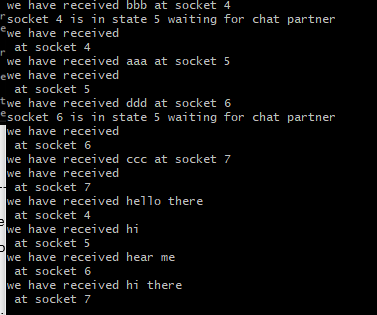 we have received bbb at socket 4
socket 4 is in state 5 waiting for chat partner
we have received
 at socket 4
we have received aaa at socket 5
we have received
 at socket 5
we have received ddd at socket 6
socket 6 is in state 5 waiting for chat partner
we have received
 at socket 6
we have received ccc at socket 7
we have received
 at socket 7
we have received hello there
 at socket 4
we have received hi
 at socket 5
we have received hear me
 at socket 6
we have received hi there
 at socket 7